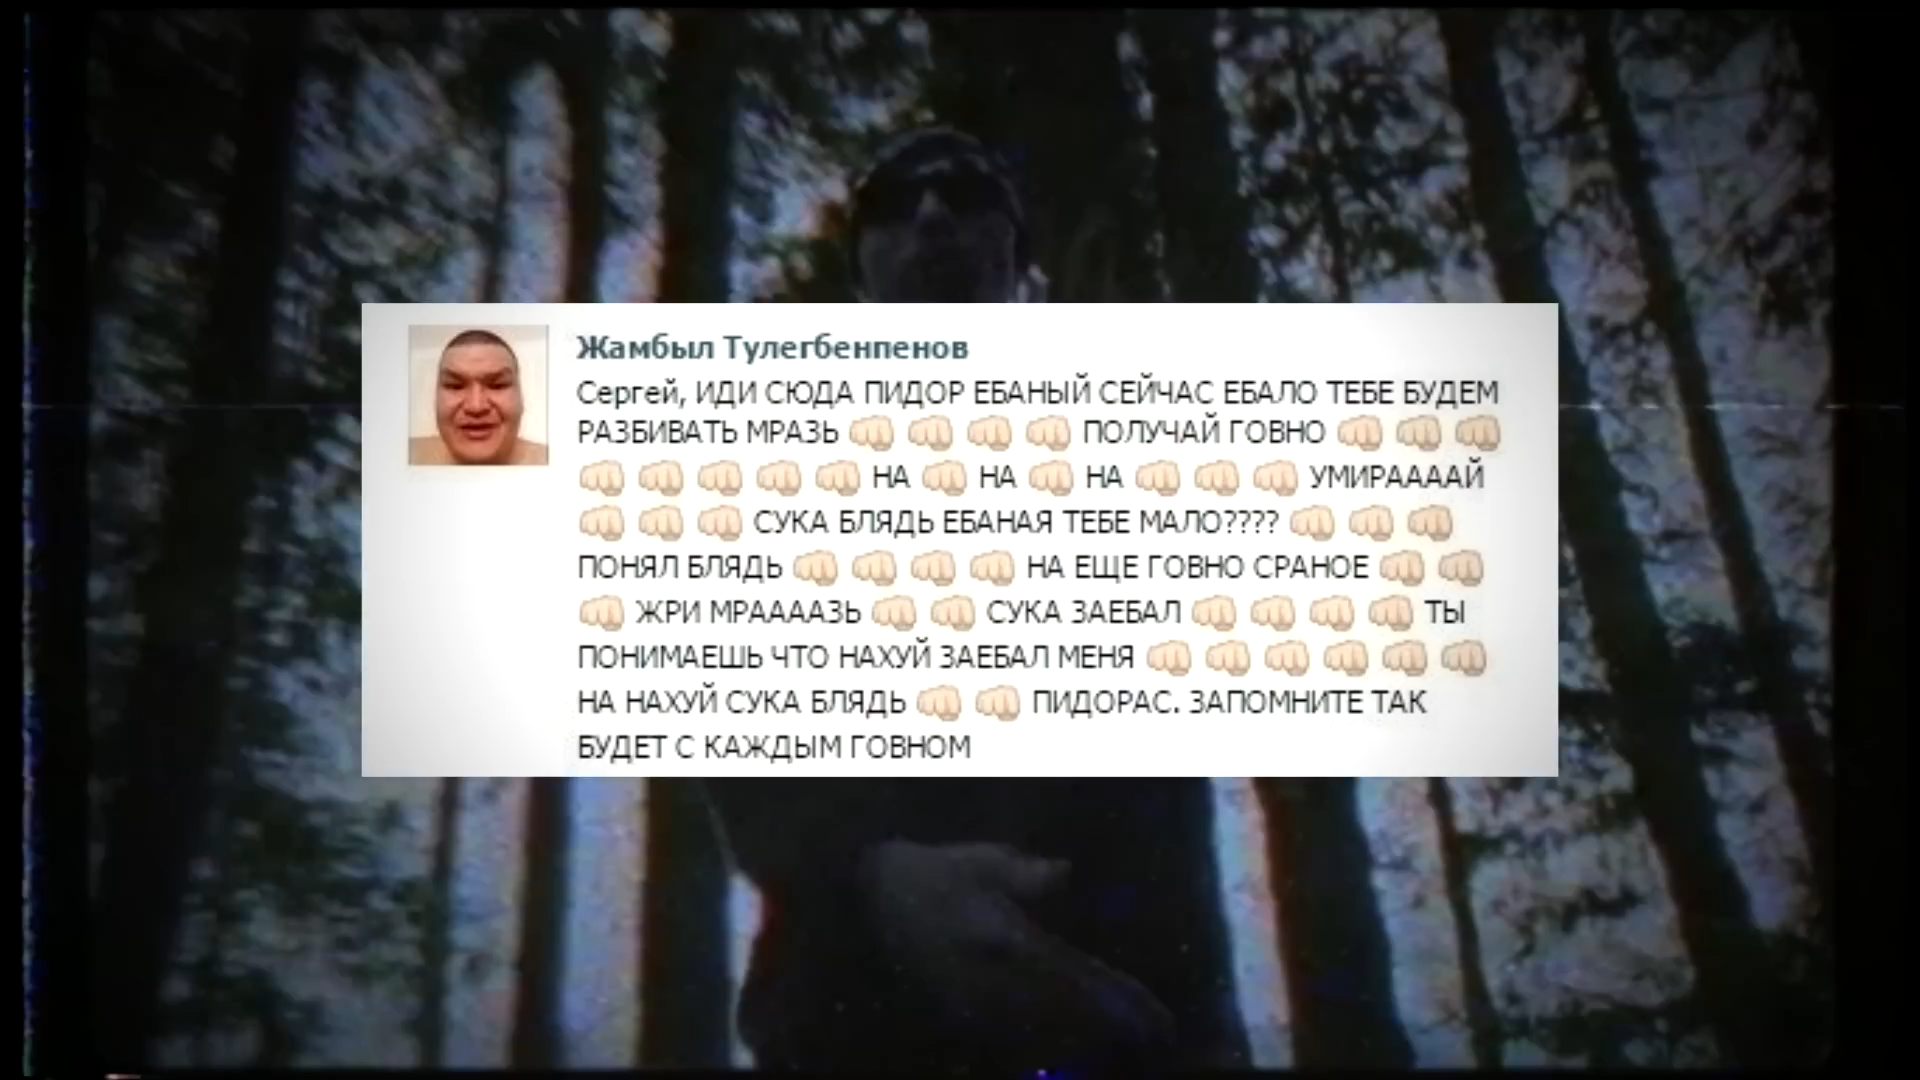 Жамбыл Тулегбенпенов
Сергей, ИДИ СЮДА ПИДОР ЕБАНЫЙ СЕЙЧАС ЕБАЛО ТЕБЕ БУДЕМ
РАЗБИВАТЬ МРАЗЬ 👊🏻 👊🏻 👊🏻 👊🏻 ПОЛУЧАЙ ГОВНО 👊🏻 👊🏻 👊🏻
👊🏻 👊🏻 👊🏻 👊🏻 👊🏻 НА 👊🏻 НА 👊🏻 НА 👊🏻 👊🏻 👊🏻 УМИРААААЙ
👊🏻 👊🏻 👊🏻 СУКА БЛЯДЬ ЕБАНАЯ ТЕБЕ МАЛО???? 👊🏻 👊🏻 👊🏻
ПОНЯЛ БЛЯДЬ 👊🏻 👊🏻 👊🏻 👊🏻 НА ЕЩЕ ГОВНО СРАНОЕ 👊🏻 👊🏻
👊🏻 ЖРИ МРААААЗЬ 👊🏻 👊🏻 СУКА ЗАЕБАЛ 👊🏻 👊🏻 👊🏻 👊🏻 ТЫ
ПОНИМАЕШЬ ЧТО НАХУЙ ЗАЕБАЛ МЕНЯ 👊🏻 👊🏻 👊🏻 👊🏻 👊🏻 👊🏻
НА НАХУЙ СУКА БЛЯДЬ 👊🏻 👊🏻 ПИДОРАС. ЗАПОМНИТЕ ТАК
БУДЕТ С КАЖДЫМ ГОВНОМ